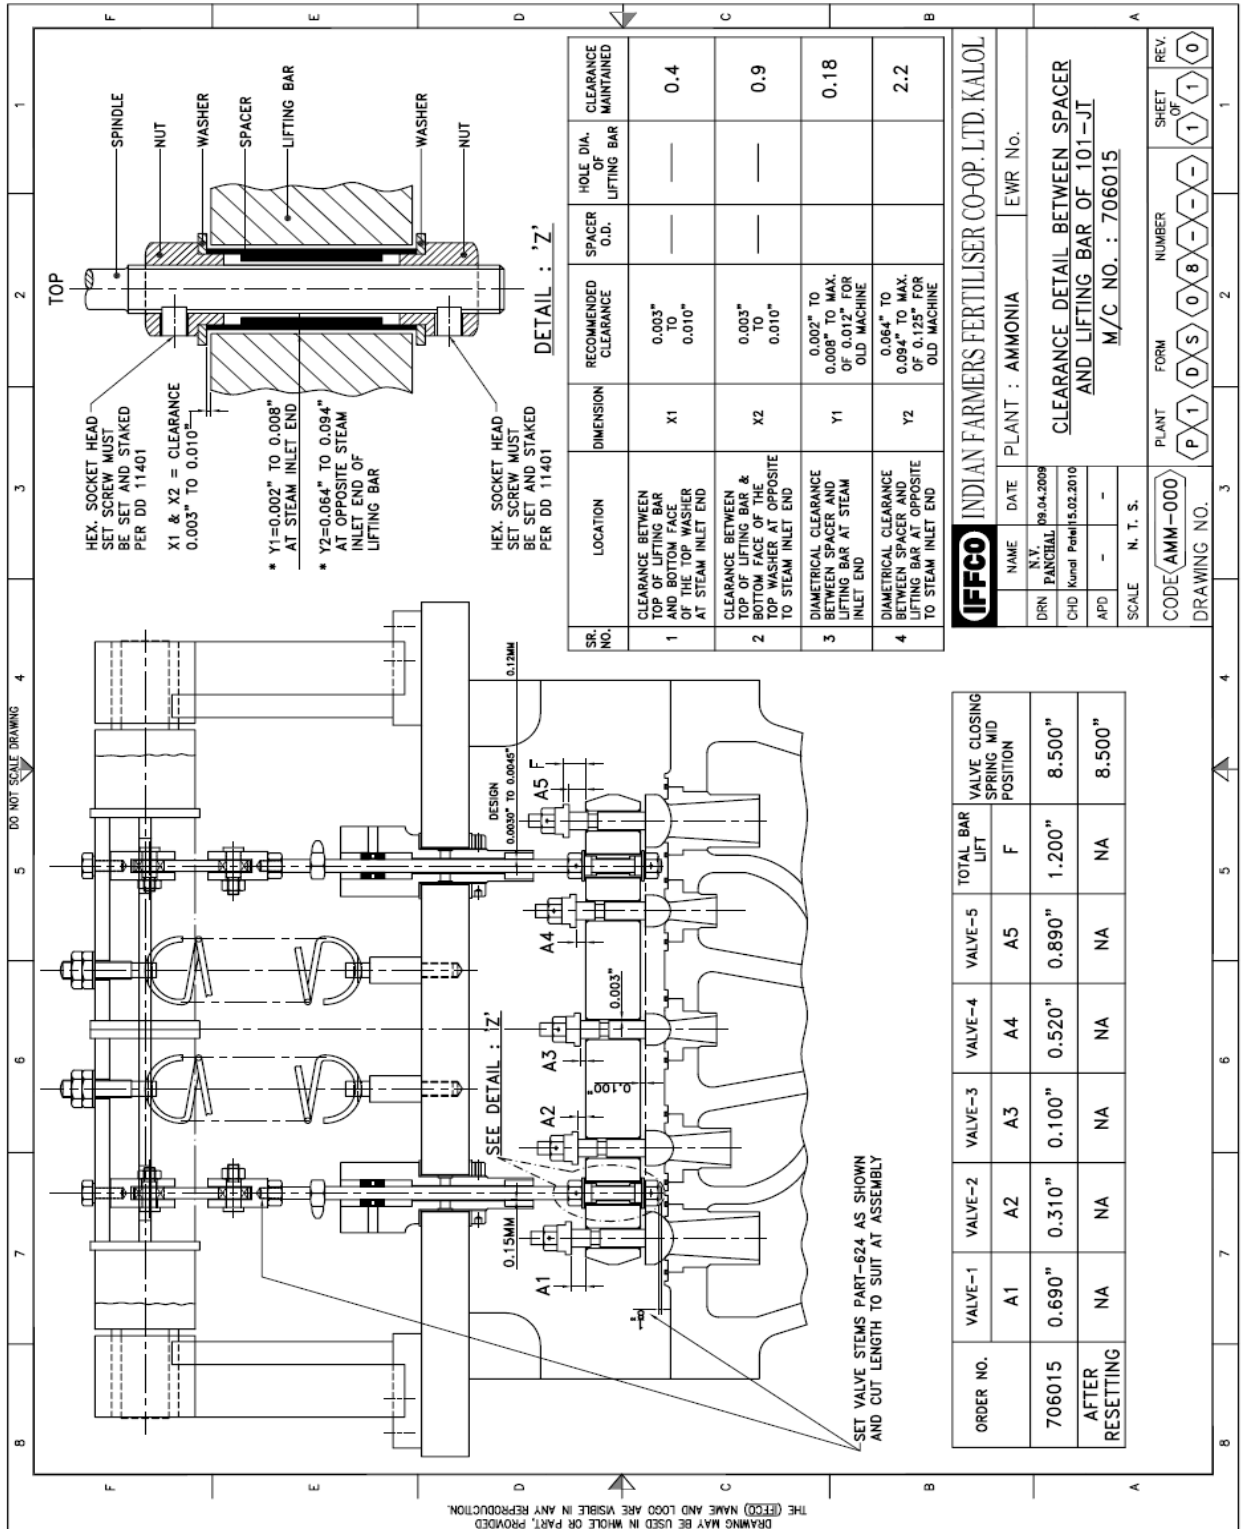 DO NOT SCALE DRAWING
8
7
6
5
4
3
2
1
F
E
D
C
B
A
THE (IFFCO) NAME AND LOGO ARE VISIBLE IN ANY REPRODUCTION.
DRAWING MAY BE USED IN WHOLE OR PART, PROVIDED
TOP
SPINDLE
NUT
WASHER
SPACER
LIFTING BAR
WASHER
NUT
HEX. SOCKET HEAD
SET SCREW MUST
BE SET AND STAKED
PER DD 11401
X1 & X2 = CLEARANCE
0.003" TO 0.010"
* Y1=0.002" TO 0.008"
AT STEAM INLET END
* Y2=0.064" TO 0.094"
AT OPPOSITE STEAM
INLET END OF
LIFTING BAR
HEX. SOCKET HEAD
SET SCREW MUST
BE SET AND STAKED
PER DD 11401
DETAIL : 'Z'
DESIGN
0.0030" TO 0.0045"
0.12MM
SEE DETAIL : 'Z'
0.15MM
A1
A2
A3
A4
A5
F
0.100"
0.003"
SET VALVE STEMS PART-624 AS SHOWN
AND CUT LENGTH TO SUIT AT ASSEMBLY
SR. NO.
LOCATION
DIMENSION
RECOMMENDED CLEARANCE
SPACER O.D.
HOLE DIA. OF LIFTING BAR
CLEARANCE MAINTAINED
1
CLEARANCE BETWEEN
TOP OF LIFTING BAR
AND BOTTOM FACE
OF THE TOP WASHER
AT STEAM INLET END
X1
0.003"
TO
0.010"
——
——
0.4
2
CLEARANCE BETWEEN
TOP OF LIFTING BAR &
BOTTOM FACE OF THE
TOP WASHER AT OPPOSITE
TO STEAM INLET END
X2
0.003"
TO
0.010"
——
——
0.9
3
DIAMETRICAL CLEARANCE
BETWEEN SPACER AND
LIFTING BAR AT STEAM
INLET END
Y1
0.002" TO
0.008" TO MAX.
OF 0.012" FOR
OLD MACHINE
0.18
4
DIAMETRICAL CLEARANCE
BETWEEN SPACER AND
LIFTING BAR AT OPPOSITE
TO STEAM INLET END
Y2
0.064" TO
0.094" TO MAX.
OF 0.125" FOR
OLD MACHINE
2.2
ORDER NO.
VALVE-1
VALVE-2
VALVE-3
VALVE-4
VALVE-5
TOTAL BAR LIFT
VALVE CLOSING
SPRING MID
POSITION
A1
A2
A3
A4
A5
F
706015
0.690"
0.310"
0.100"
0.520"
0.890"
1.200"
8.500"
AFTER RESETTING
NA
NA
NA
NA
NA
NA
8.500"
IFFCO
INDIAN FARMERS FERTILISER CO-OP. LTD. KALOL
NAME
DATE
PLANT : AMMONIA
EWR No.
DRN
N.V. PANCHAL
09.04.2009
CHD
Kunal Patel
15.02.2010
APD
-
-
SCALE
N. T. S.
CLEARANCE DETAIL BETWEEN SPACER
AND LIFTING BAR OF 101-JT
M/C NO. : 706015
CODE AMM-000
DRAWING NO.
PLANT
FORM
NUMBER
SHEET OF
REV.
P 1 D S 0 8 - - - 1 1 0
8
7
6
5
4
3
2
1
F
E
D
C
B
A